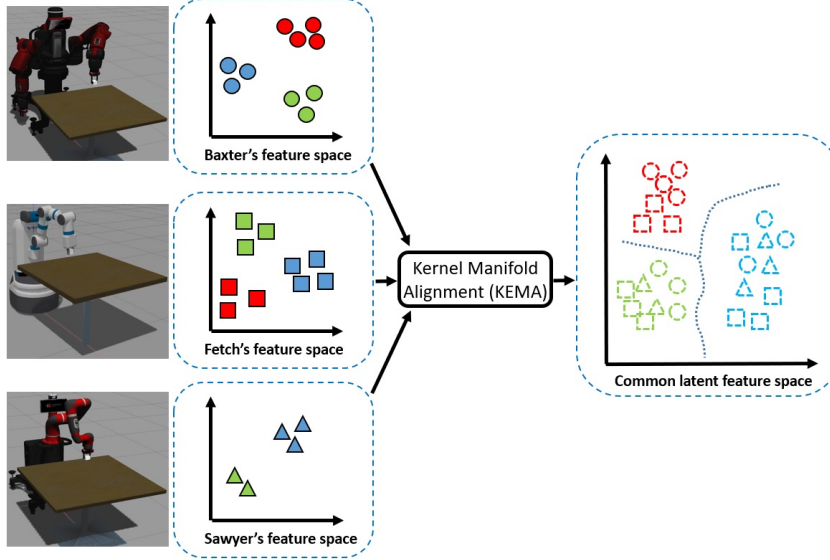 Baxter's feature space
Fetch's feature space
Kernel Manifold
Alignment (KEMA)
Common latent feature space
Sawyer's feature space